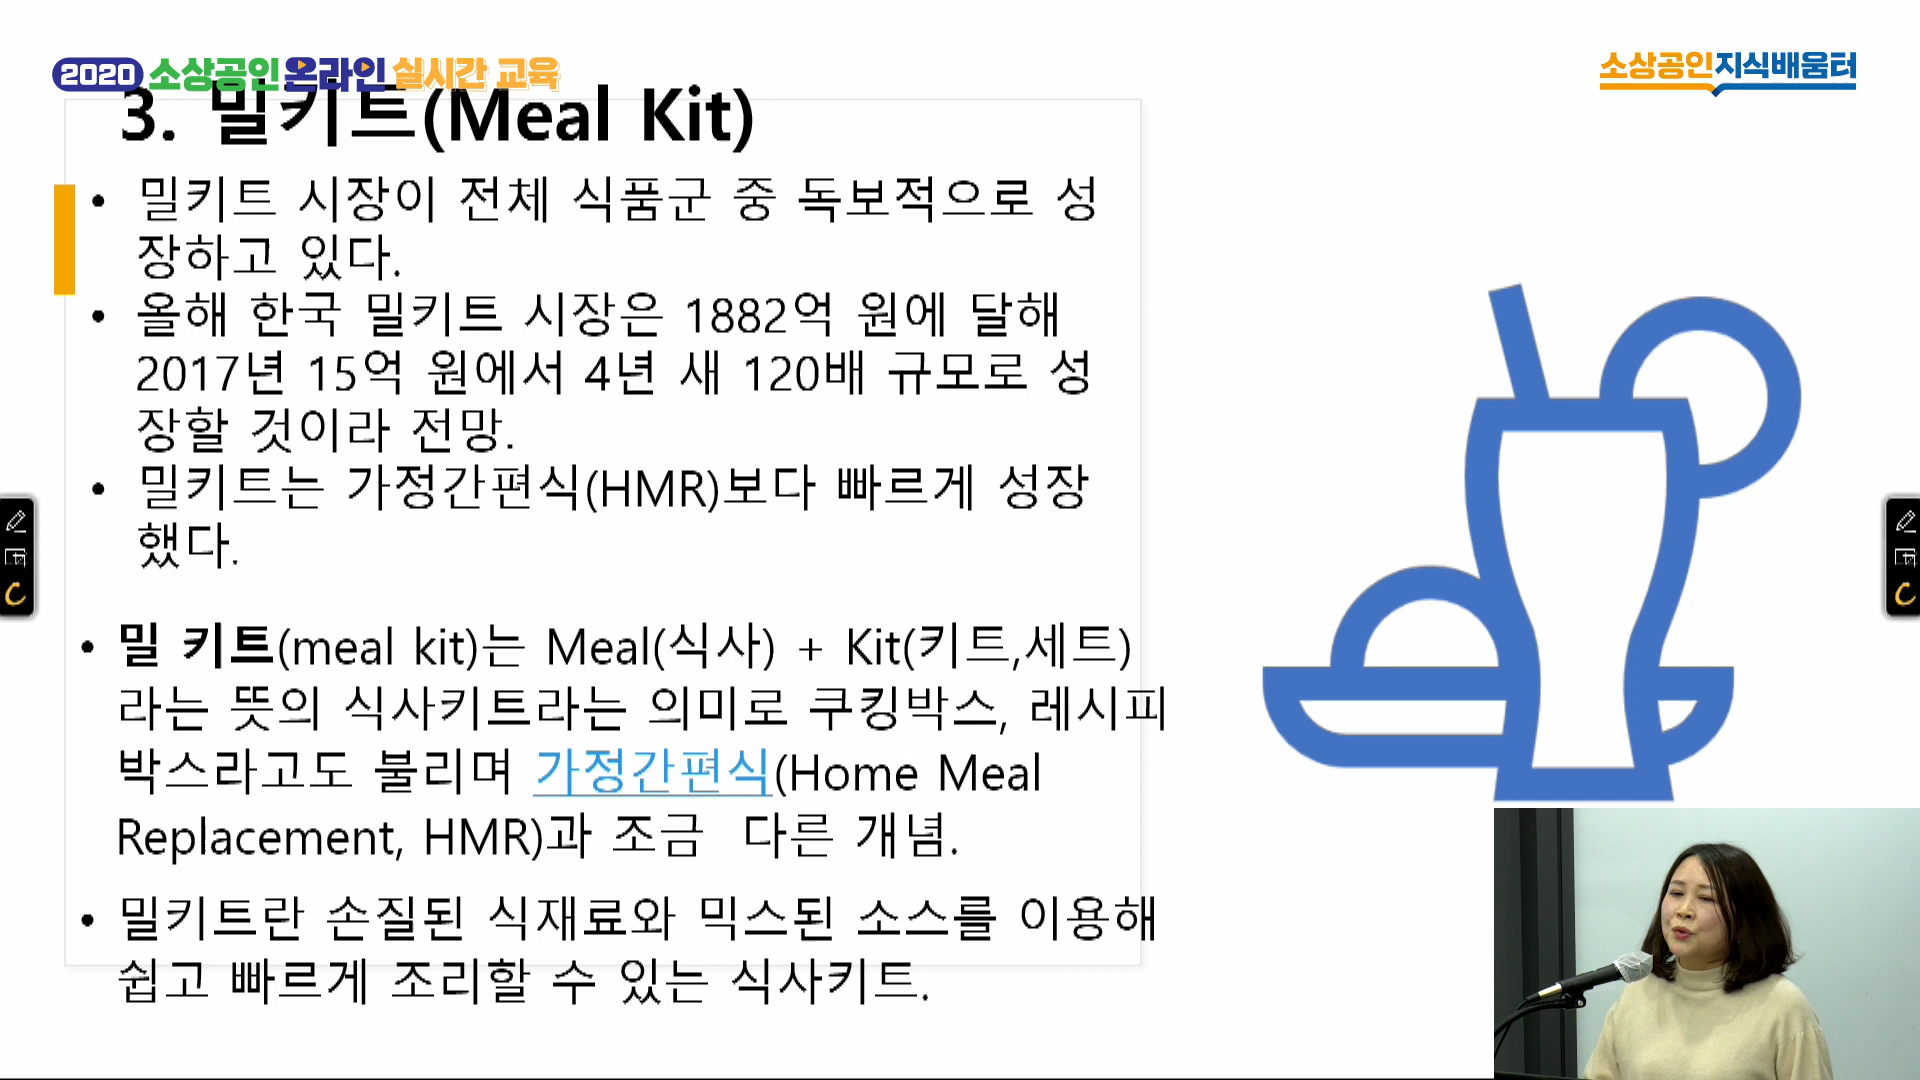 2020 소상공인 온라인 실시간 교육
소상공인지식배움터
3. 밀키트(Meal Kit)
• 밀키트 시장이 전체 식품군 중 독보적으로 성
장하고 있다.
• 올해 한국 밀키트 시장은 1882억 원에 달해
2017년 15억 원에서 4년 새 120배 규모로 성
장할 것이라 전망.
• 밀키트는 가정간편식(HMR)보다 빠르게 성장
했다.
• 밀 키트(meal kit)는 Meal(식사) + Kit(키트,세트)
라는 뜻의 식사키트라는 의미로 쿠킹박스, 레시피
박스라고도 불리며 가정간편식(Home Meal
Replacement, HMR)과 조금 다른 개념.
• 밀키트란 손질된 식재료와 믹스된 소스를 이용해
쉽고 빠르게 조리할 수 있는 식사키트.